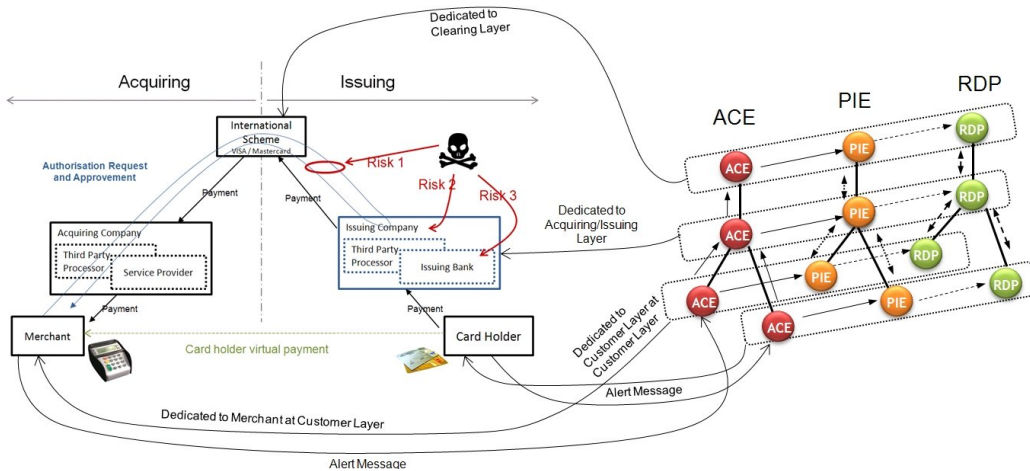 Dedicated to
Clearing Layer
Acquiring
Issuing
ACE
PIE
RDP
International
Scheme
VISA / Mastercard
Risk 1
Risk 2
Risk 3
Authorisation Request
and Approvement
Payment
Payment
Acquiring Company
Third Party
Processor
Service Provider
Issuing Company
Third Party
Processor
Issuing Bank
Dedicated to
Acquiring/Issuing
Layer
Payment
Payment
Merchant
Card holder virtual payment
Card Holder
Dedicated to
Customer Layer at
Customer Layer
Alert Message
Dedicated to Merchant at Customer Layer
Alert Message
ACE
PIE
RDP
ACE
PIE
RDP
ACE
PIE
RDP
ACE
PIE
RDP